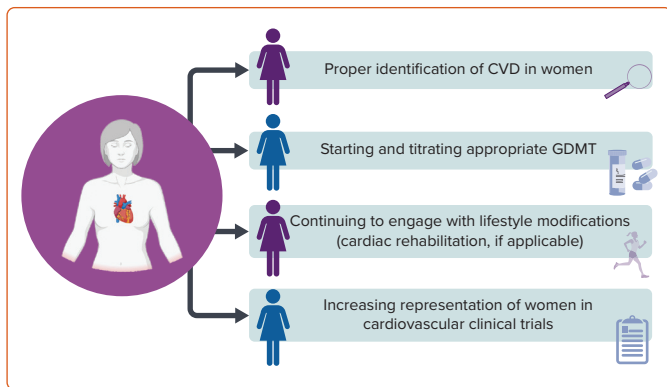 Proper identification of CVD in women
Starting and titrating appropriate GDMT
Continuing to engage with lifestyle modifications
(cardiac rehabilitation, if applicable)
Increasing representation of women in
cardiovascular clinical trials